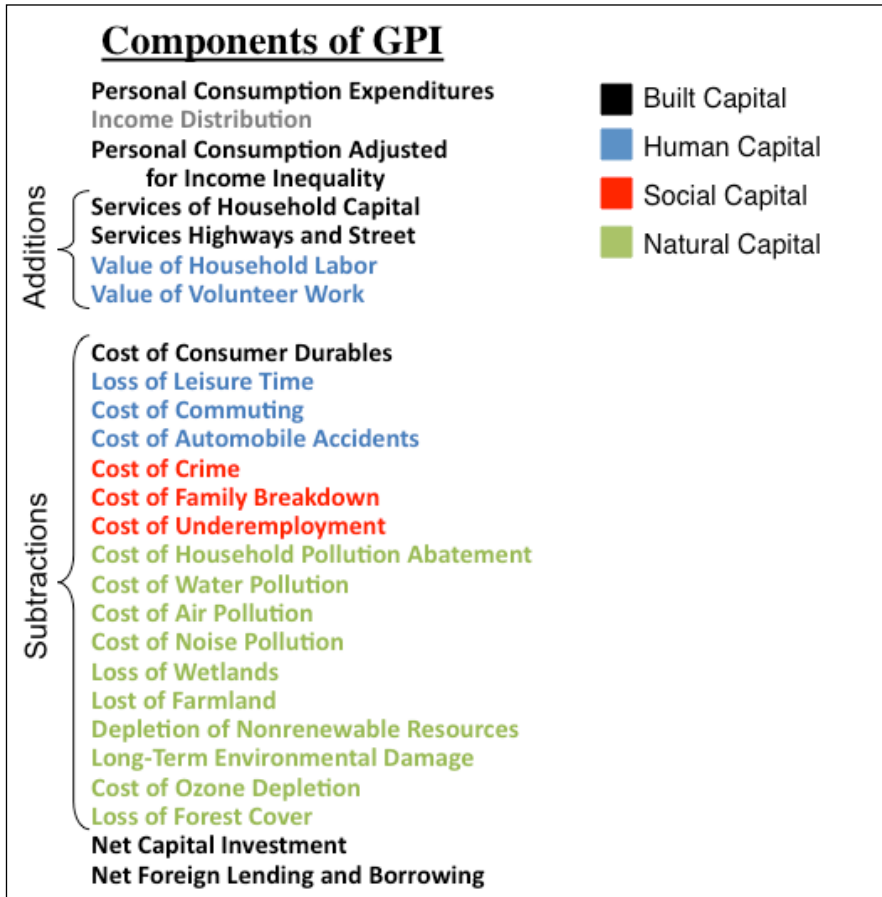 Components of GPI
Personal Consumption Expenditures
Income Distribution
Personal Consumption Adjusted
for Income Inequality
Additions
Services of Household Capital
Services Highways and Street
Value of Household Labor
Value of Volunteer Work
Subtractions
Cost of Consumer Durables
Loss of Leisure Time
Cost of Commuting
Cost of Automobile Accidents
Cost of Crime
Cost of Family Breakdown
Cost of Underemployment
Cost of Household Pollution Abatement
Cost of Water Pollution
Cost of Air Pollution
Cost of Noise Pollution
Loss of Wetlands
Lost of Farmland
Depletion of Nonrenewable Resources
Long-Term Environmental Damage
Cost of Ozone Depletion
Loss of Forest Cover
Net Capital Investment
Net Foreign Lending and Borrowing
Built Capital
Human Capital
Social Capital
Natural Capital